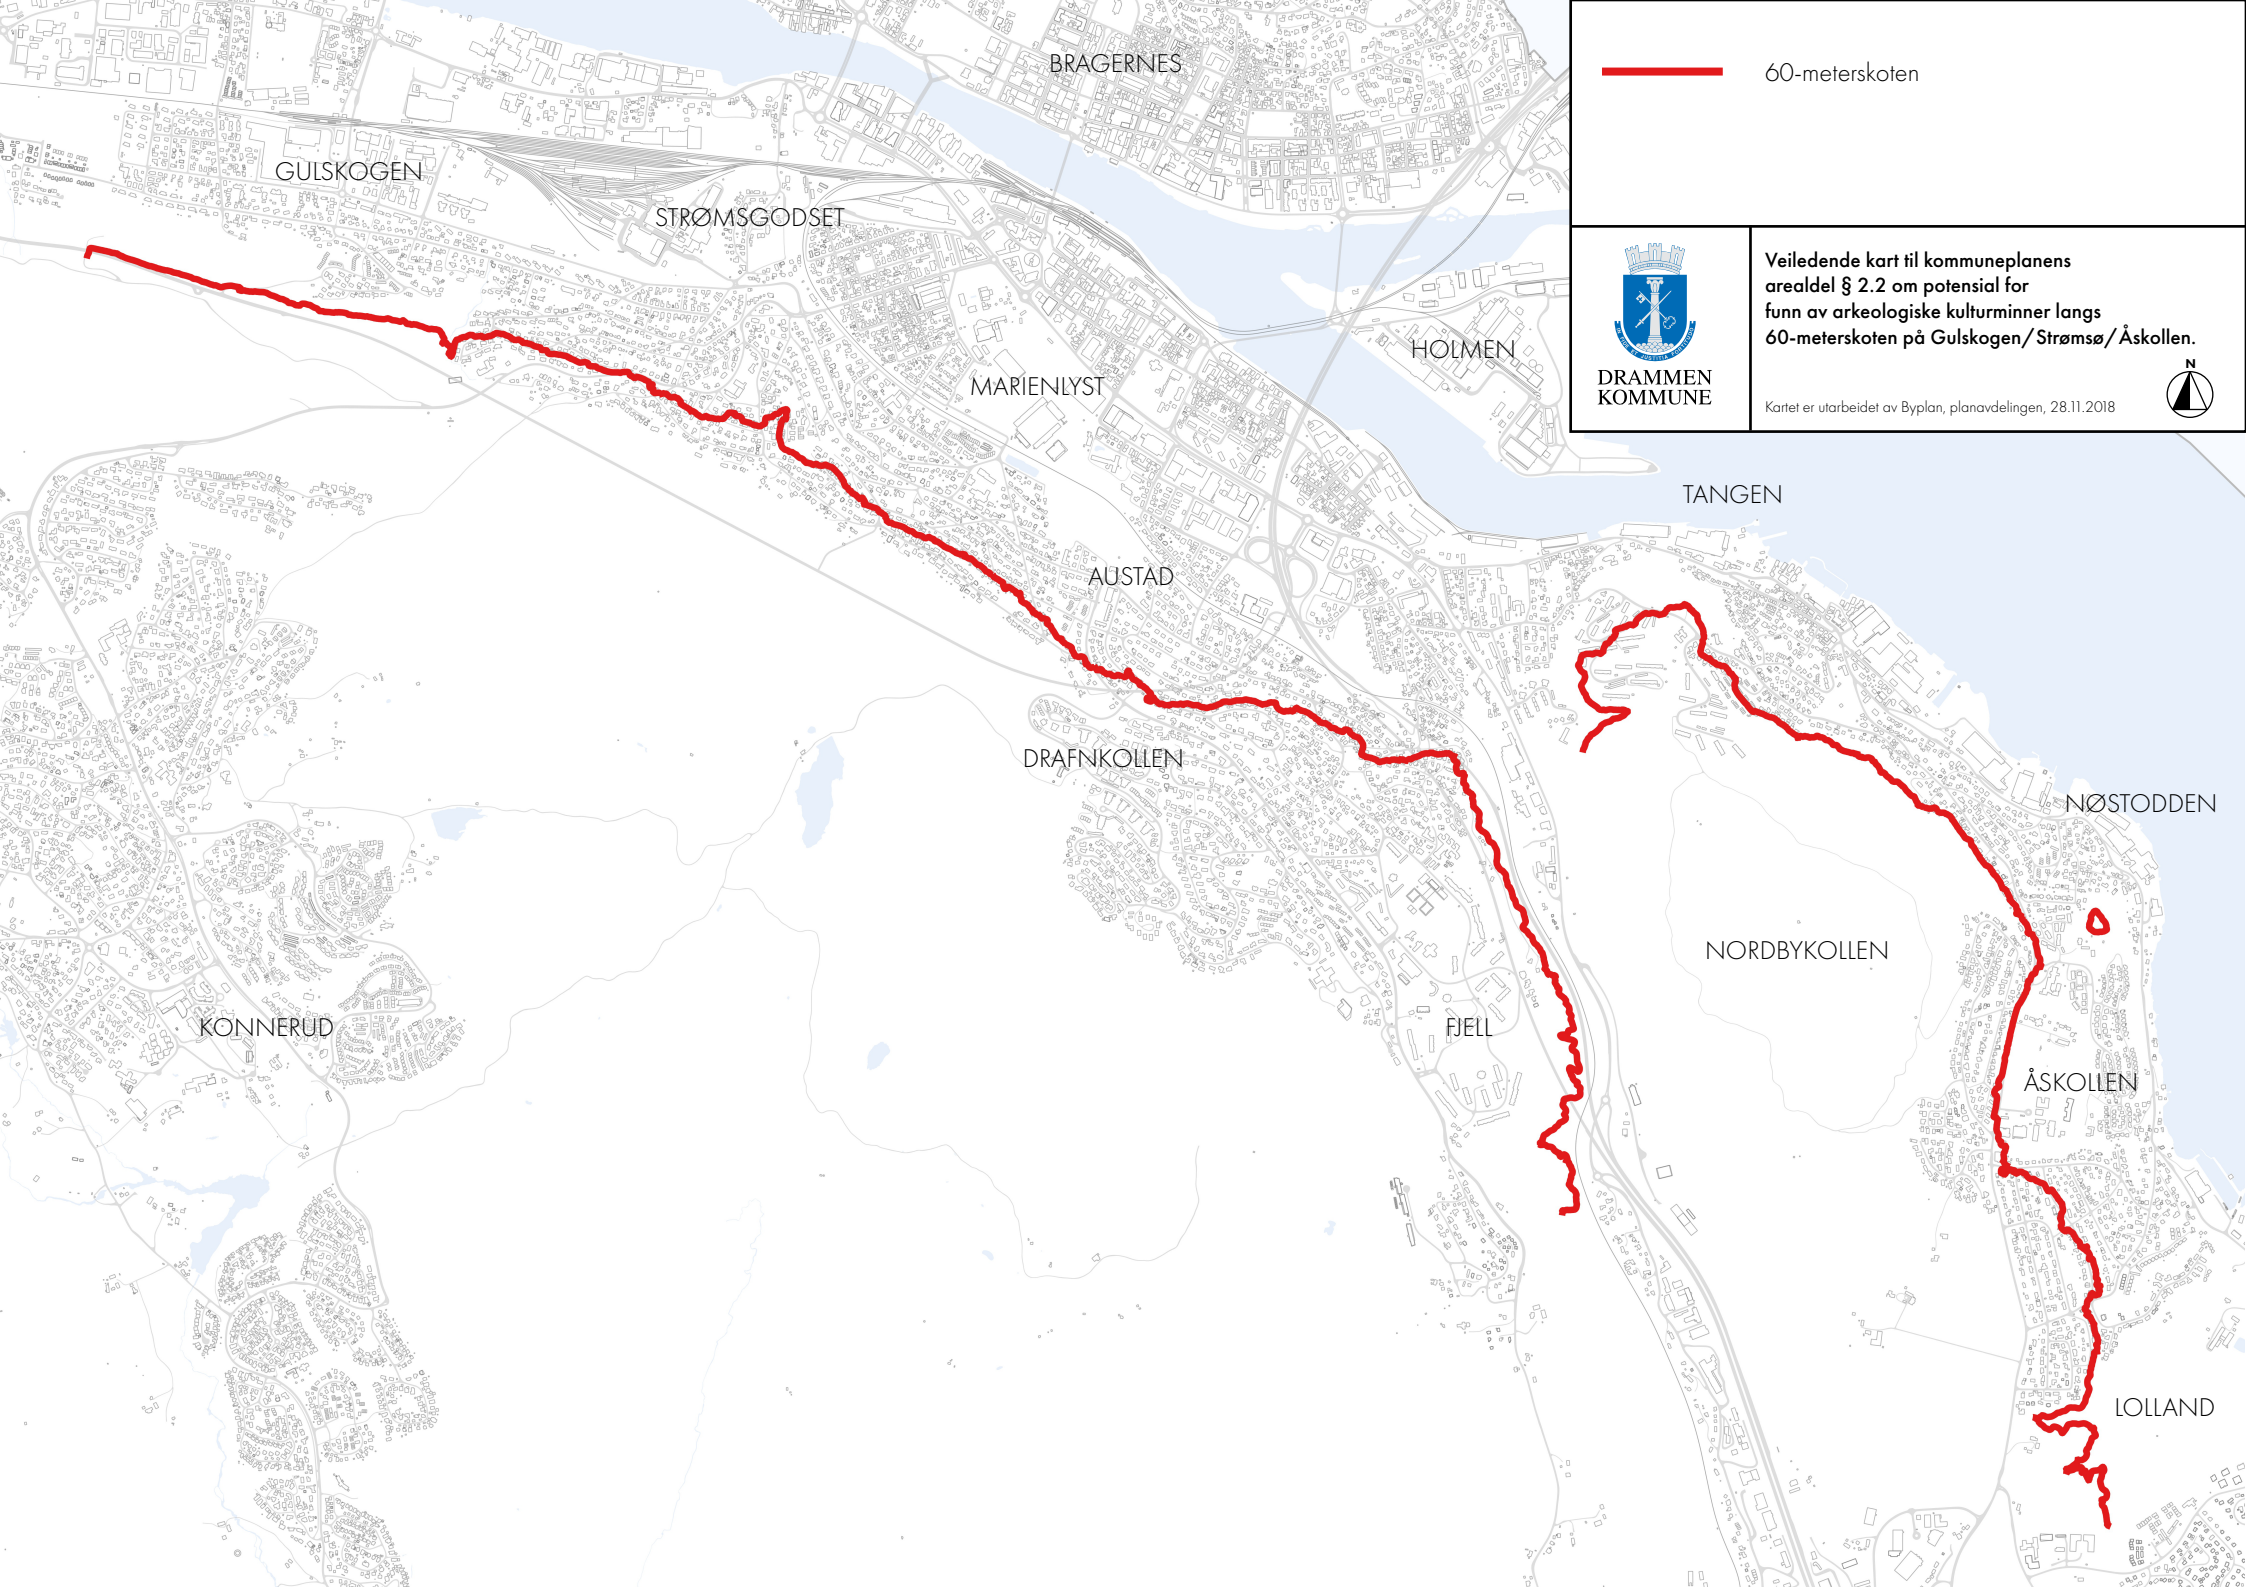 BRAGERNES
60-meterskoten
GULSKOGEN
STRØMSGODSET
Veiledende kart til kommuneplanens
arealdel § 2.2 om potensial for
funn av arkeologiske kulturminner langs
60-meterskoten på Gulskogen/Strømsø/Åskollen.
N
DRAMMEN
KOMMUNE
Kartet er utarbeidet av Byplan, planavdelingen, 28.11.2018
HOLMEN
MARIENLYST
TANGEN
AUSTAD
DRAFNKOLLEN
NØSTODDEN
NORDBYKOLLEN
KONNERUD
FJELL
ÅSKOLLEN
LOLLAND